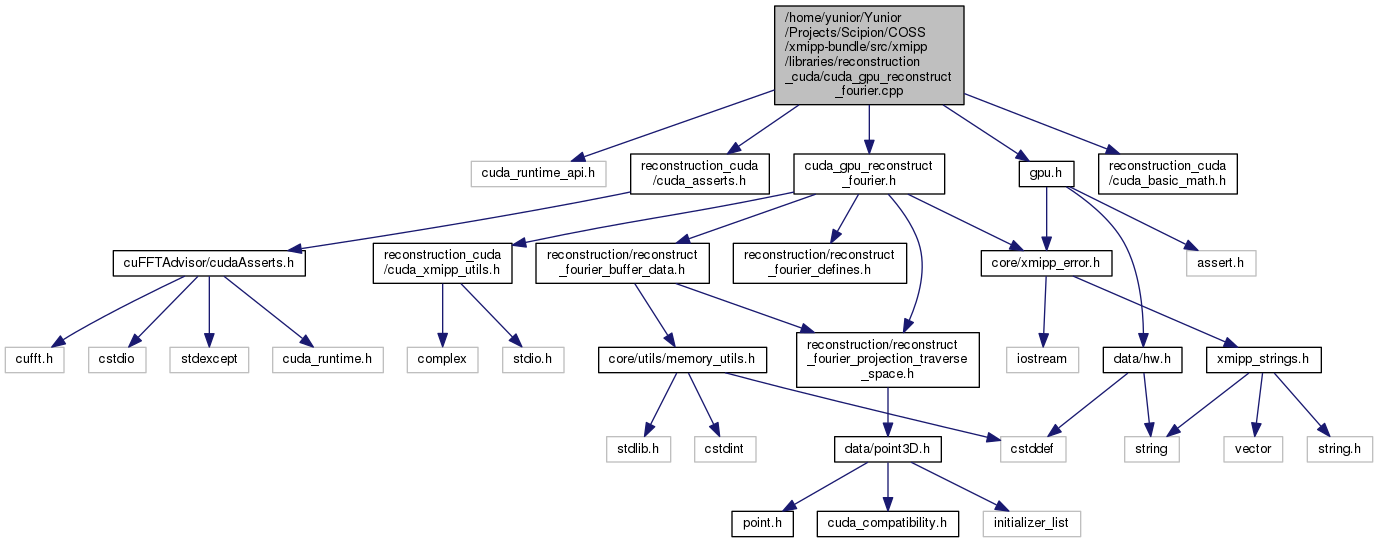 /home/yunior/Yunior
/Projects/Scipion/COSS
/xmipp-bundle/src/xmipp
/libraries/reconstruction
_cuda/cuda_gpu_reconstruct
_fourier.cpp
cuda_runtime_api.h
reconstruction_cuda
/cuda_asserts.h
cuda_gpu_reconstruct
_fourier.h
gpu.h
reconstruction_cuda
/cuda_basic_math.h
cuFFTAdvisor/cudaAsserts.h
reconstruction_cuda
/cuda_xmipp_utils.h
reconstruction/reconstruct
_fourier_buffer_data.h
reconstruction/reconstruct
_fourier_defines.h
core/xmipp_error.h
assert.h
cufft.h
cstdio
stdexcept
cuda_runtime.h
complex
stdio.h
core/utils/memory_utils.h
reconstruction/reconstruct
_fourier_projection_traverse
_space.h
iostream
data/hw.h
xmipp_strings.h
stdlib.h
cstdint
data/point3D.h
cstddef
string
vector
string.h
point.h
cuda_compatibility.h
initializer_list